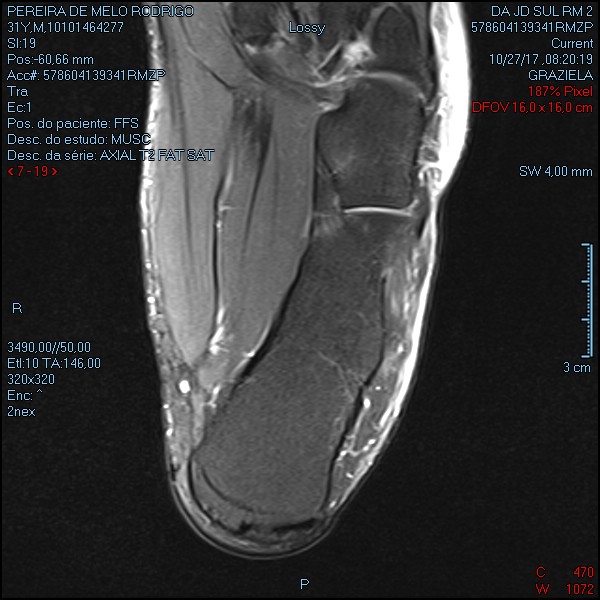 PEREIRA DE MELO RODRIGO
31Y,M,10101464277
Sl:19
Pos:-60,66 mm
Acc#: 578604139341RMZP
Tra
Ec:1
Pos. do paciente: FFS
Desc. do estudo: MUSC
Desc. da série: AXIAL T2 FAT SAT
< 7 - 19 >
Lossy
DA JD SUL RM 2
578604139341RMZP
Current
10/27/17 ,08:20:19
GRAZIELA
187% Pixel
DFOV 16,0 x 16,0 cm
SW 4,00 mm
R
3490,00//50,00
Etl:10 TA:146,00
320x320
Enc: ^
2nex
3 cm
P
C 470
W 1072